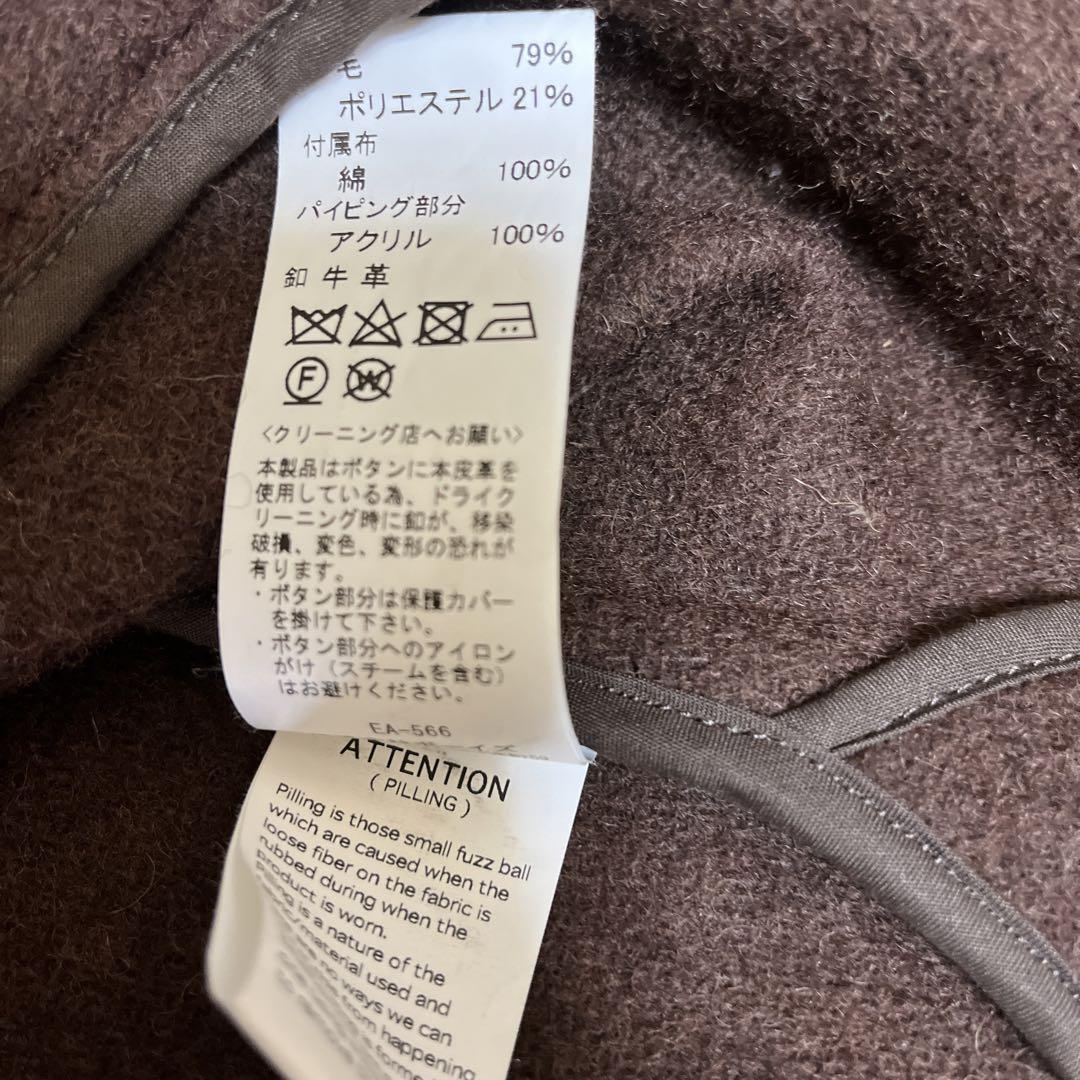 毛 79%
ポリエステル 21%
付属布
綿 100%
パイピング部分
アクリル 100%
釦 牛 革
F W
〈クリーニング店へお願い〉
本製品はボタンに本皮革を
使用している為、ドライク
リーニング時に釦が、移染
破損、変色、変形の恐れが
有ります。
・ボタン部分は保護カバー
を掛けて下さい。
・ボタン部分へのアイロン
がけ（スチームを含む）
はお避けください。
EA-566
ATTENTION
( PILLING )
Pilling is those small fuzz ball
which are caused when the
loose fiber on the fabric is
rubbed during when the
product is worn.
Pilling is a nature of the
fabric/material used and
no ways we can
from happening